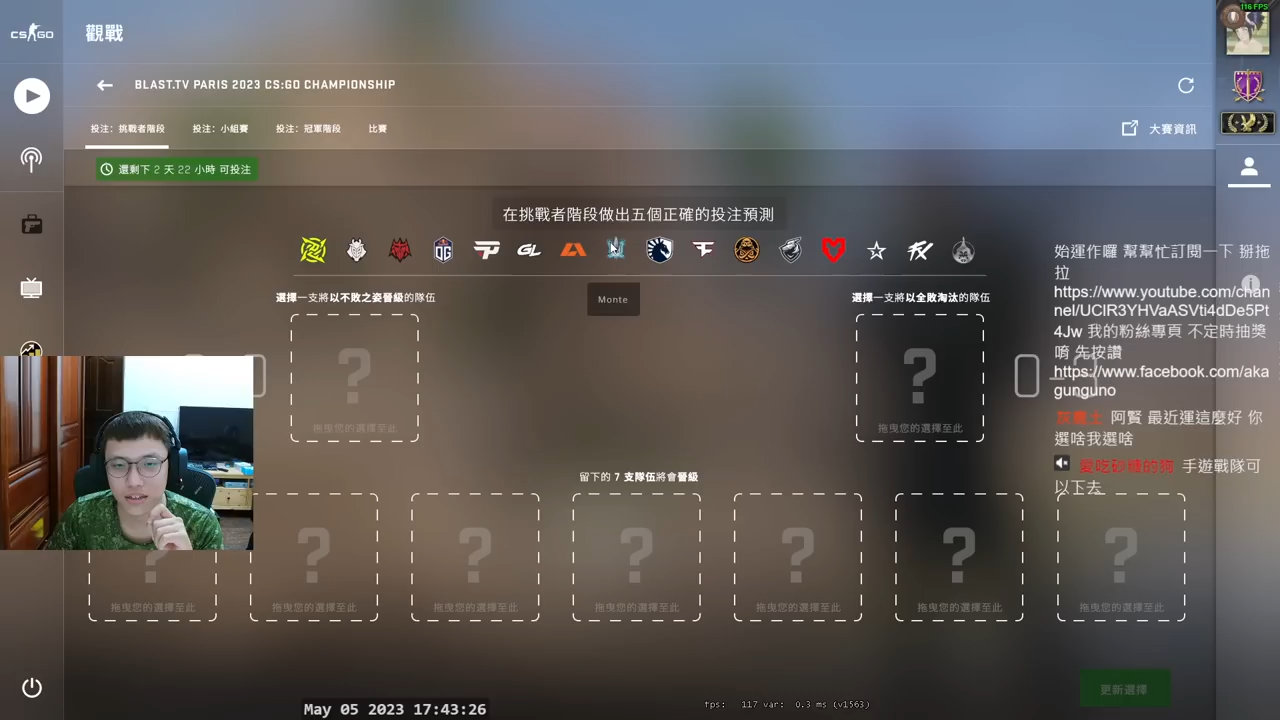 CS GO
觀戰
116 FPS
BLAST.TV PARIS 2023 CS:GO CHAMPIONSHIP
投注：挑戰者階段
投注：小組賽
投注：冠軍階段
比賽
大賽資訊
還剩下 2 天 22 小時 可投注
在挑戰者階段做出五個正確的投注預測
OG
GL
Monte
選擇一支將以不敗之姿晉級的隊伍
選擇一支將以全敗淘汰的隊伍
?
?
拖曳您的選擇至此
拖曳您的選擇至此
始運作囉 幫幫忙訂閱一下 掰拖
拉
https://www.youtube.com/chan
nel/UClR3YHVaASVti4dDe5Pt
4Jw 我的粉絲專頁 不定時抽獎
唷 先按讚
https://www.facebook.com/aka
gunguno
阿賢 最近運這麼好 你
選啥我選啥
愛吃砂糖的狗 手遊戰隊可
以下去
留下的 7 支隊伍將會晉級
?
?
?
?
?
?
?
拖曳您的選擇至此
拖曳您的選擇至此
拖曳您的選擇至此
拖曳您的選擇至此
拖曳您的選擇至此
拖曳您的選擇至此
拖曳您的選擇至此
更新選擇
May 05 2023 17:43:26
fps: 117 var: 0.3 ms (v1563)